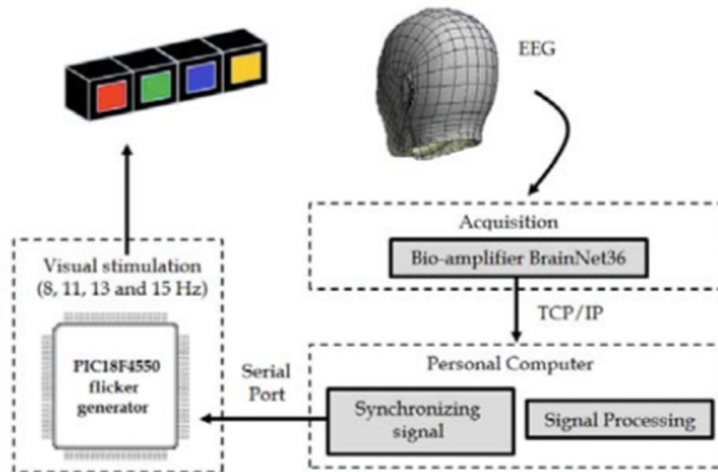 EEG
Acquisition
Bio-amplifier BrainNet36
TCP/IP
Visual stimulation
(8, 11, 13 and 15 Hz)
PIC18F4550
flicker
generator
Serial
Port
Personal Computer
Synchronizing
signal
Signal Processing